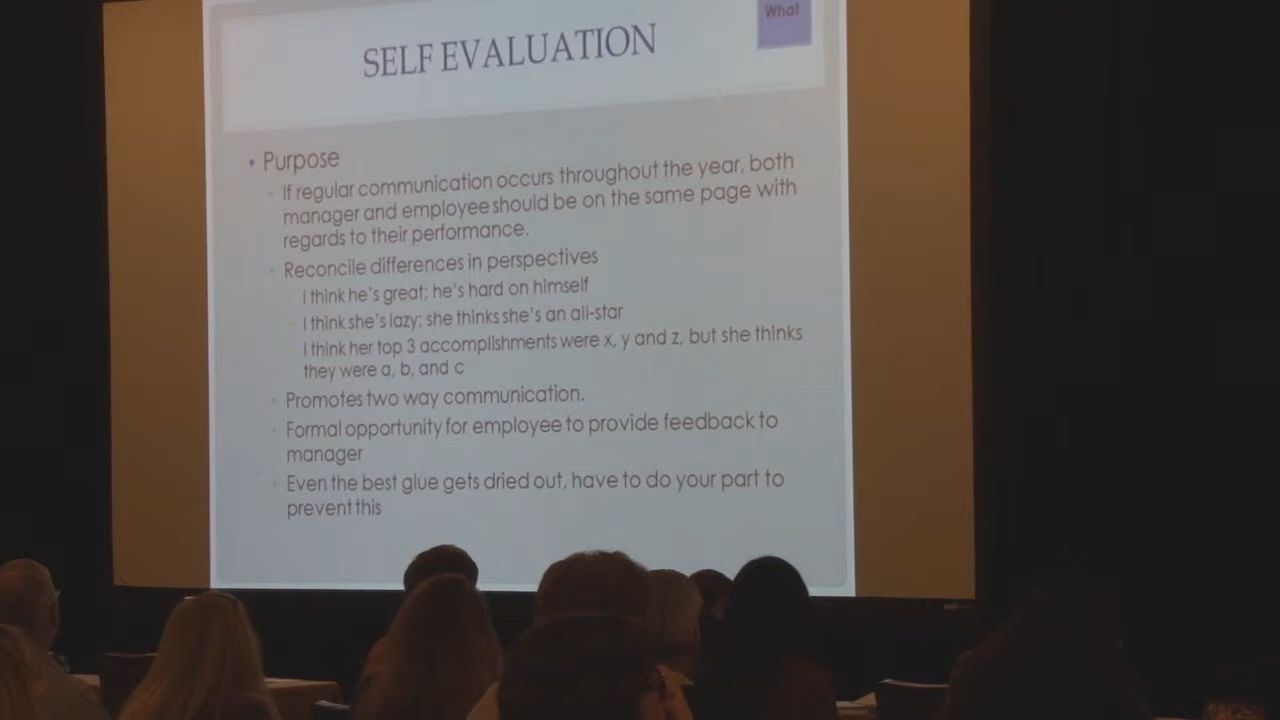 What
SELF EVALUATION
• Purpose
If regular communication occurs throughout the year, both
manager and employee should be on the same page with
regards to their performance.
Reconcile differences in perspectives
I think he's great; he's hard on himself
I think she's lazy; she thinks she's an all-star
I think her top 3 accomplishments were x, y and z, but she thinks
they were a, b, and c
Promotes two way communication.
Formal opportunity for employee to provide feedback to
manager
Even the best glue gets dried out, have to do your part to
prevent this